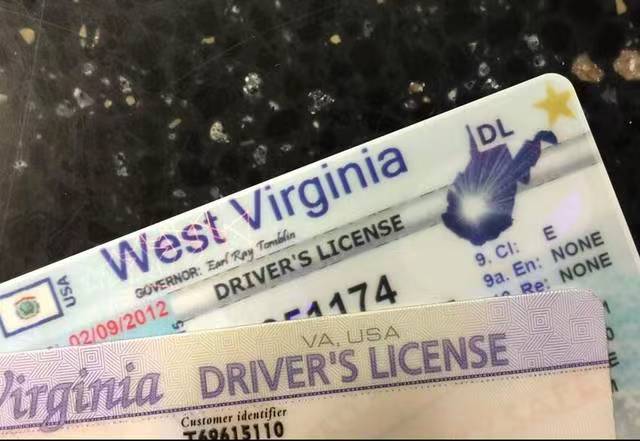 DL
West Virginia
USA
GOVERNOR: Earl Ray Tomblin
DRIVER'S LICENSE
9. Cl: E
9a. En: NONE
Re: NONE
02/09/2012
51174
VA, USA
Virginia DRIVER'S LICENSE
Customer identifier
T69615110